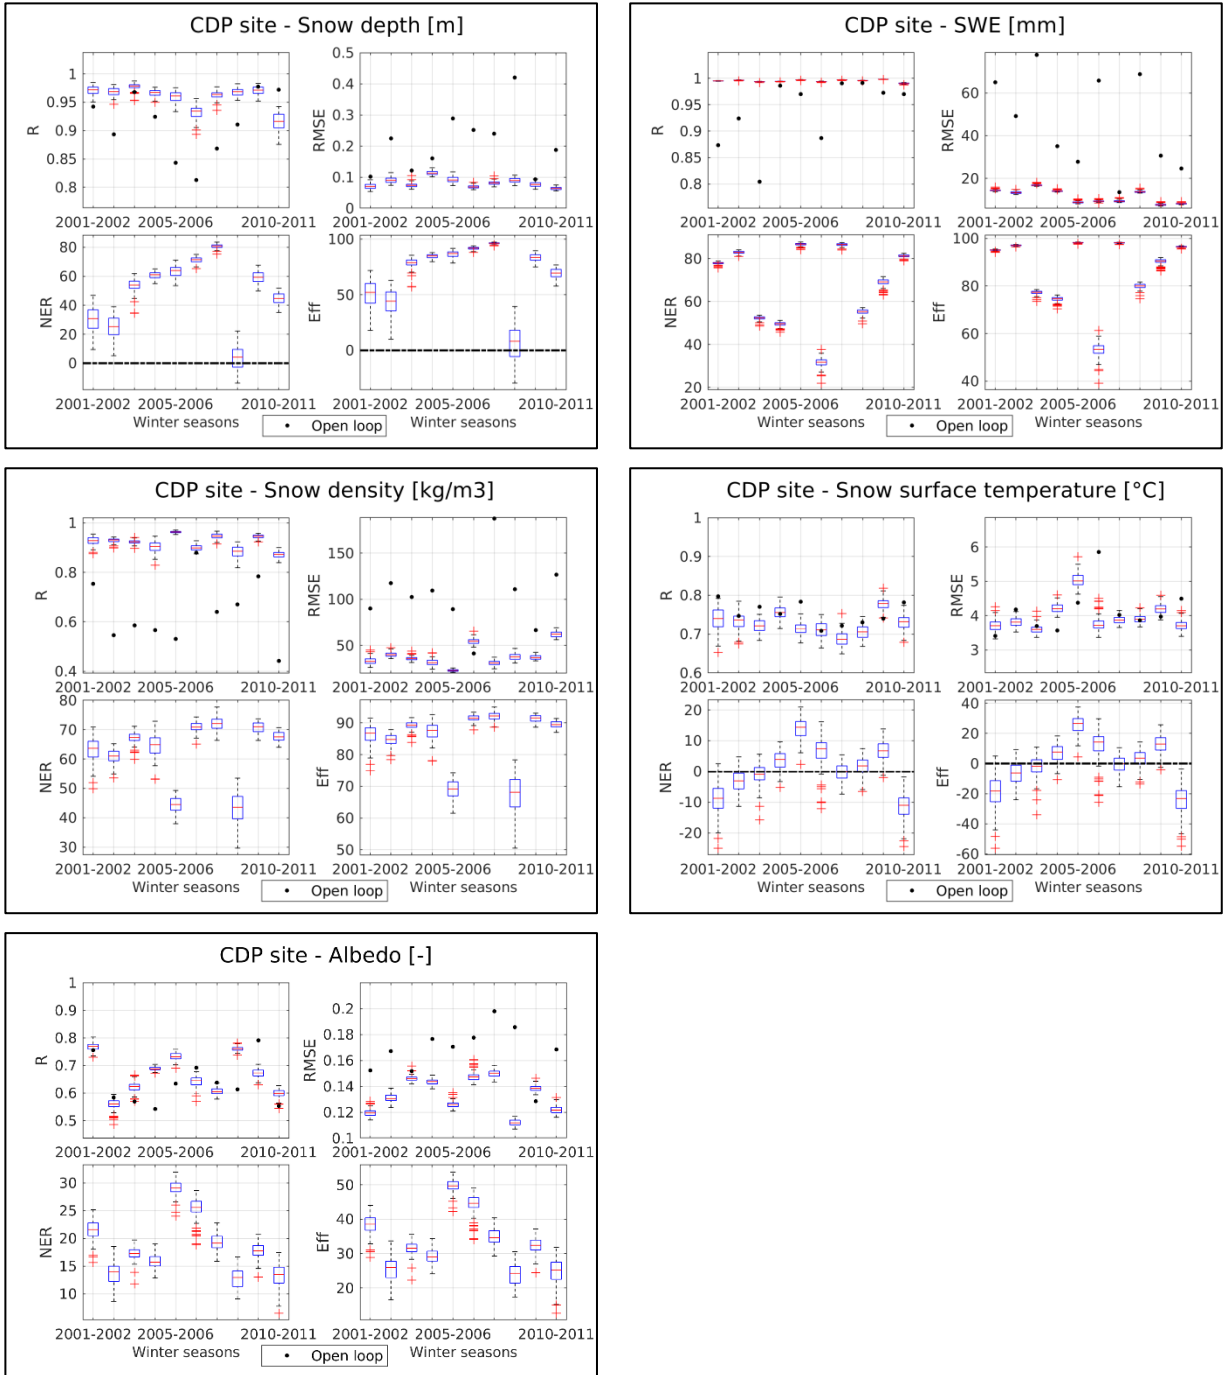 CDP site - Snow depth [m]
R
1
0.95
0.9
0.85
0.8
2001-2002 2005-2006 2010-2011
RMSE
0.5
0.4
0.3
0.2
0.1
0
2001-2002 2005-2006 2010-2011
NER
80
60
40
20
0
2001-2002 2005-2006 2010-2011
Winter seasons
Eff
100
50
0
2001-2002 2005-2006 2010-2011
Winter seasons
Open loop
CDP site - SWE [mm]
R
1
0.95
0.9
0.85
0.8
2001-2002 2005-2006 2010-2011
RMSE
60
40
20
2001-2002 2005-2006 2010-2011
NER
80
60
40
20
2001-2002 2005-2006 2010-2011
Winter seasons
Eff
100
80
60
40
2001-2002 2005-2006 2010-2011
Winter seasons
Open loop
CDP site - Snow density [kg/m3]
R
1
0.8
0.6
0.4
2001-2002 2005-2006 2010-2011
RMSE
150
100
50
2001-2002 2005-2006 2010-2011
NER
80
70
60
50
40
30
2001-2002 2005-2006 2010-2011
Winter seasons
Eff
90
80
70
60
50
2001-2002 2005-2006 2010-2011
Winter seasons
Open loop
CDP site - Snow surface temperature [°C]
R
1
0.9
0.8
0.7
0.6
2001-2002 2005-2006 2010-2011
RMSE
6
5
4
3
2001-2002 2005-2006 2010-2011
NER
20
10
0
-10
-20
2001-2002 2005-2006 2010-2011
Winter seasons
Eff
40
20
0
-20
-40
-60
2001-2002 2005-2006 2010-2011
Winter seasons
Open loop
CDP site - Albedo [-]
R
1
0.9
0.8
0.7
0.6
0.5
2001-2002 2005-2006 2010-2011
RMSE
0.2
0.18
0.16
0.14
0.12
0.1
2001-2002 2005-2006 2010-2011
NER
30
25
20
15
10
2001-2002 2005-2006 2010-2011
Winter seasons
Eff
50
40
30
20
2001-2002 2005-2006 2010-2011
Winter seasons
Open loop